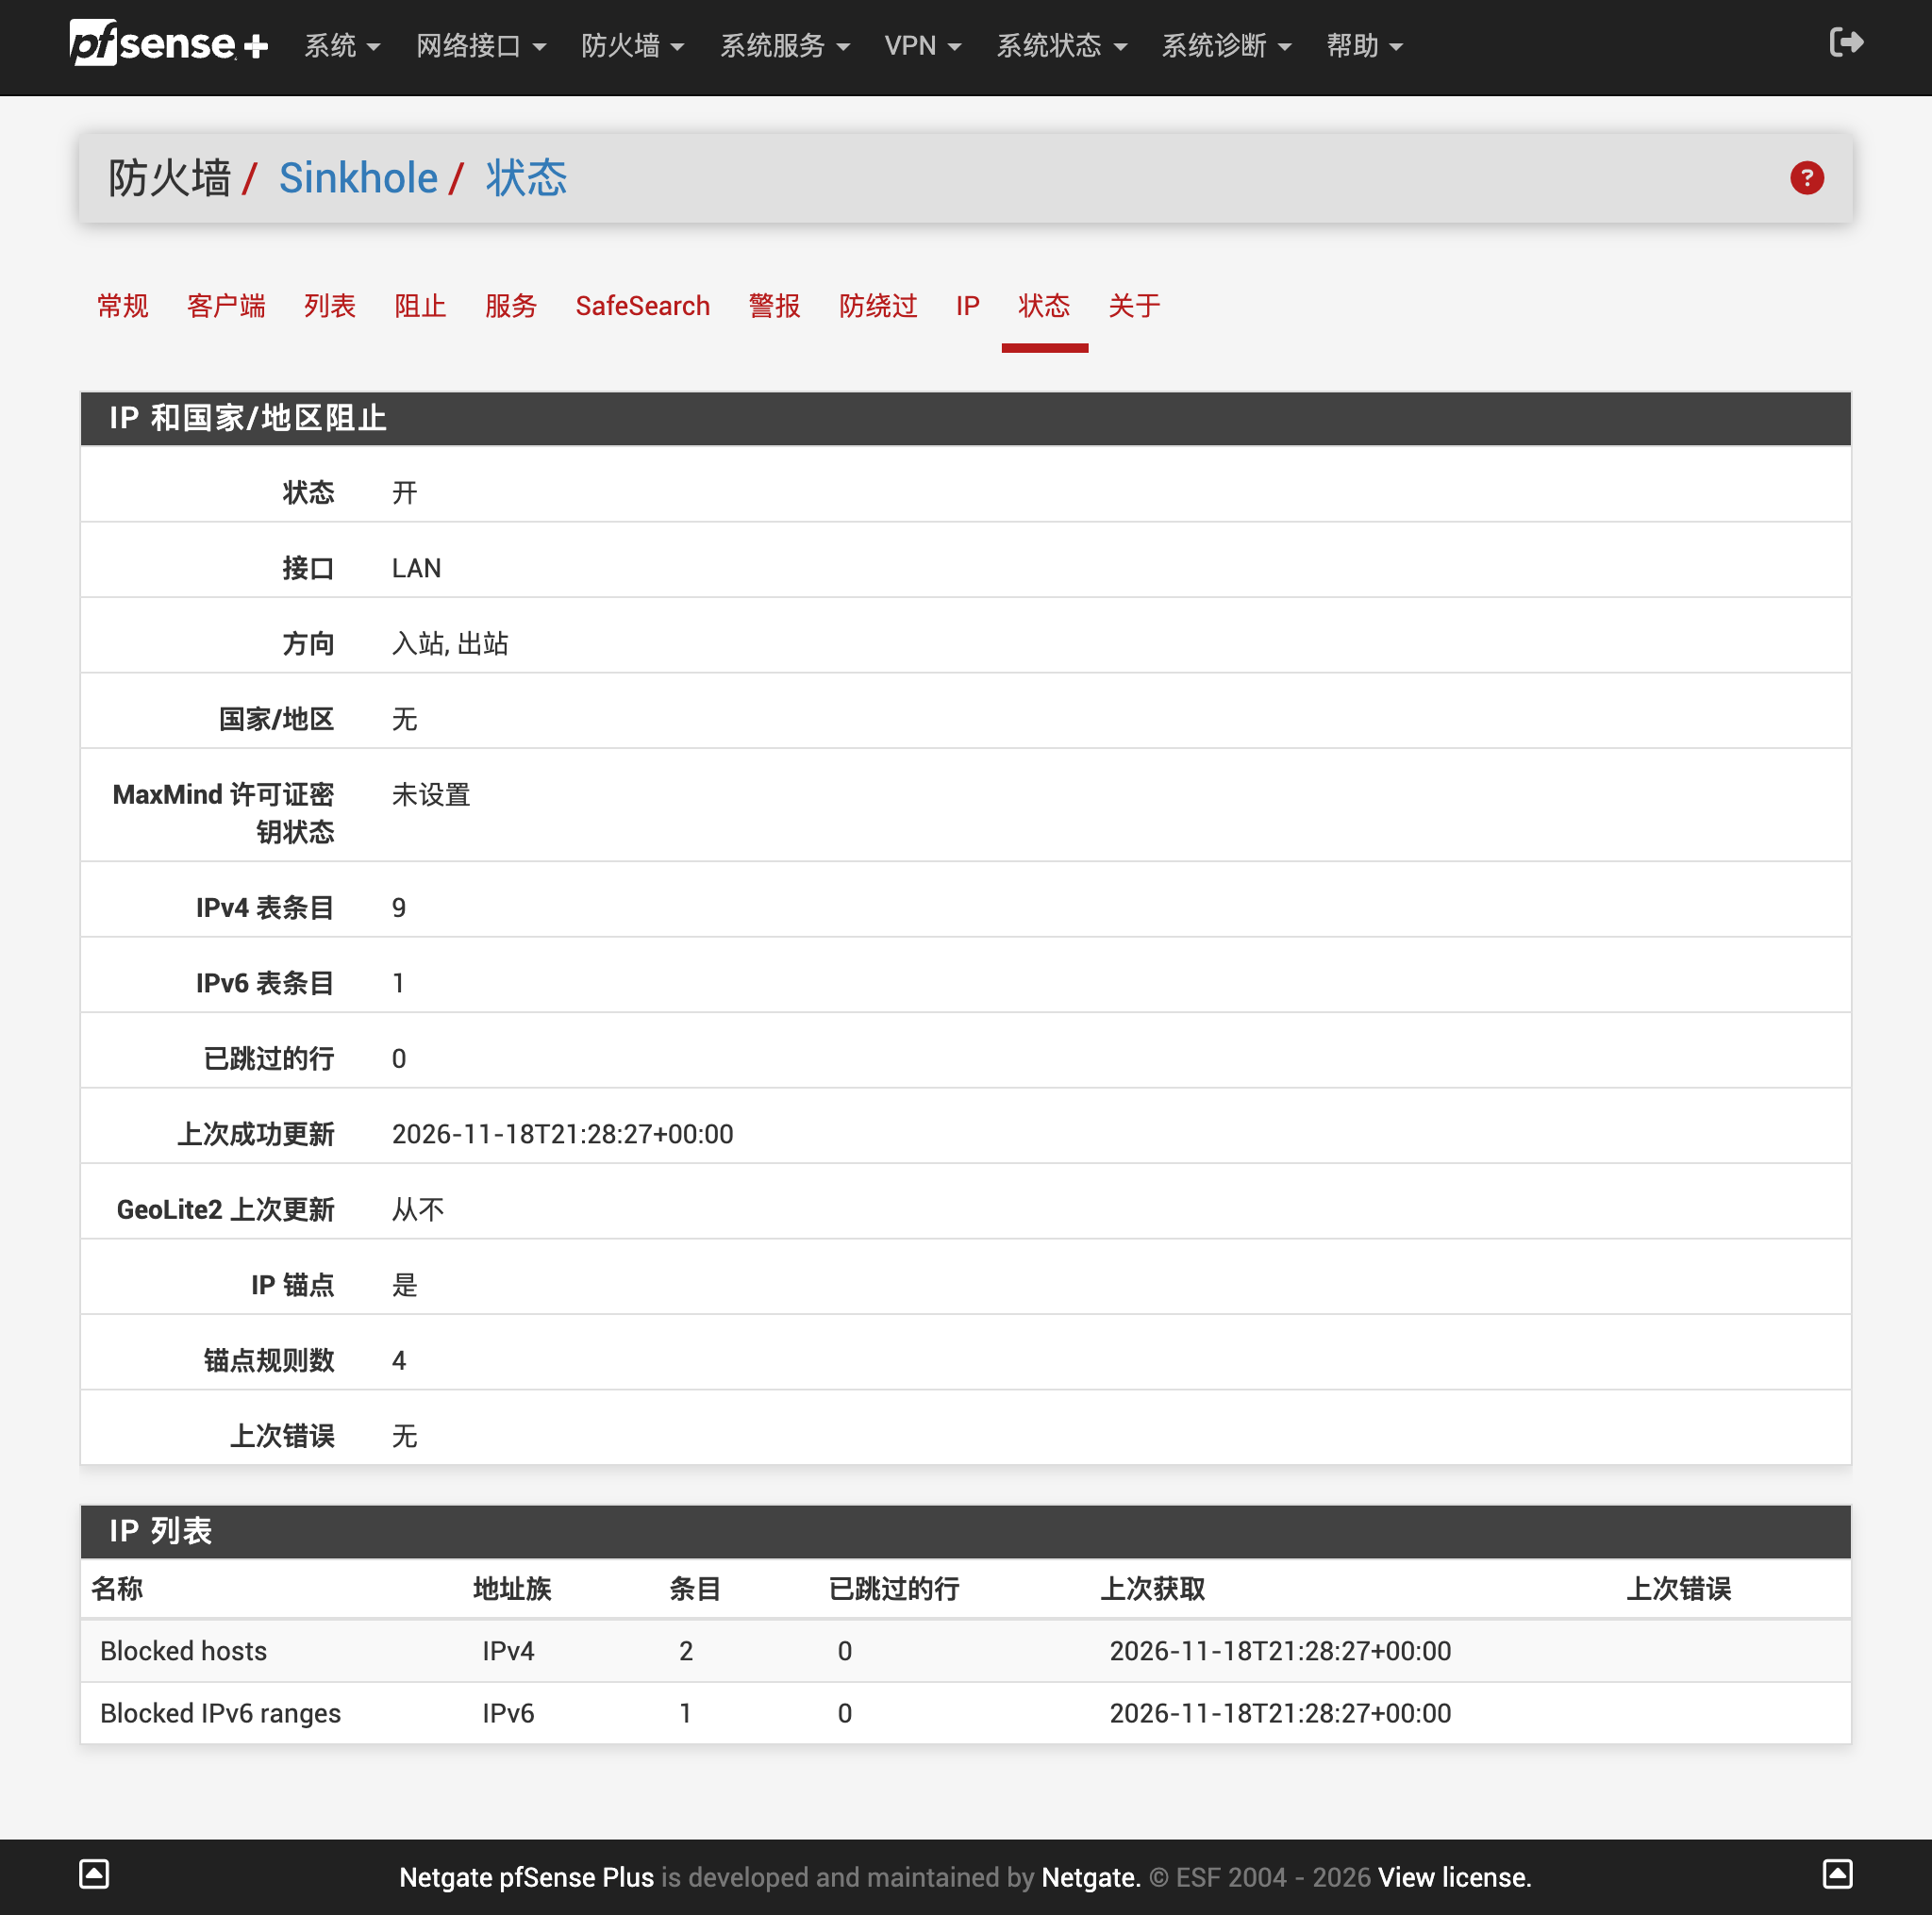 pfsense+ 系统 网络接口 防火墙 系统服务 VPN 系统状态 系统诊断 帮助
防火墙 / Sinkhole / 状态
常规 客户端 列表 阻止 服务 SafeSearch 警报 防绕过 IP 状态 关于
IP 和国家/地区阻止
状态 开
接口 LAN
方向 入站, 出站
国家/地区 无
MaxMind 许可证密 未设置
钥状态
IPv4 表条目 9
IPv6 表条目 1
已跳过的行 0
上次成功更新 2026-11-18T21:28:27+00:00
GeoLite2 上次更新 从不
IP 锚点 是
锚点规则数 4
上次错误 无
IP 列表
名称 地址族 条目 已跳过的行 上次获取 上次错误
Blocked hosts IPv4 2 0 2026-11-18T21:28:27+00:00
Blocked IPv6 ranges IPv6 1 0 2026-11-18T21:28:27+00:00
Netgate pfSense Plus is developed and maintained by Netgate. © ESF 2004 - 2026 View license.